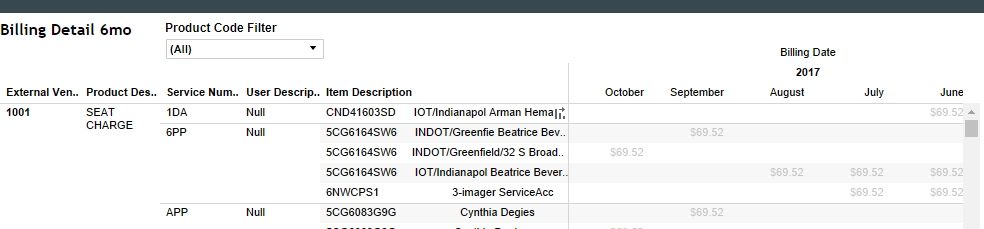 Billing Detail 6mo
Product Code Filter
(All)
Billing Date
2017
External Ven.. Product Des.. Service Num.. User Descrip.. Item Description October September August July June
1001 SEAT CHARGE 1DA Null CND41603SD IOT/Indianapol Arman Hema $69.52
6PP Null 5CG6164SW6 INDOT/Greenfie Beatrice Bev.. $69.52
5CG6164SW6 INDOT/Greenfield/32 S Broad.. $69.52
5CG6164SW6 IOT/Indianapol Beatrice Bever.. $69.52 $69.52 $69.52
6NWCPS1 3-imager ServiceAcc $69.52 $69.52
APP Null 5CG6083G9G Cynthia Degies $69.52